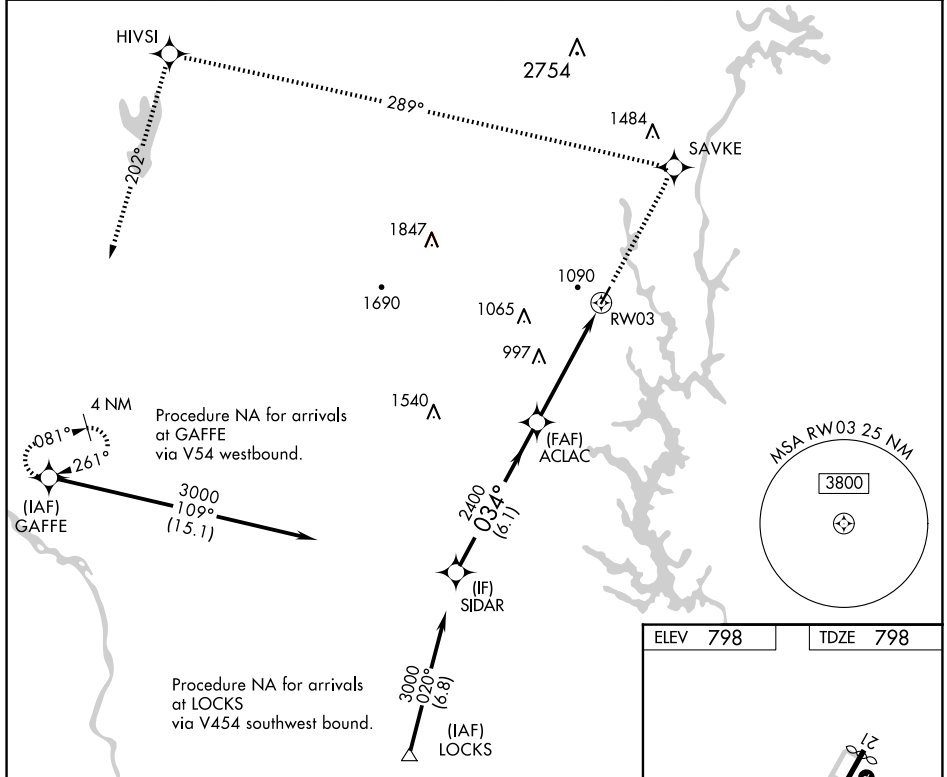 HIVSI
2754
289°
1484
SAVKE
202°
1847
1690
1090
1065
RW03
997
1540
4 NM
081°
261°
Procedure NA for arrivals
at GAFFE
via V54 westbound.
(FAF)
ACLAC
MSA RW03 25 NM
3800
(IAF)
GAFFE
3000
109°
(15.1)
2400
034°
(6.1)
(IF)
SIDAR
ELEV 798
TDZE 798
3000
020°
(6.8)
Procedure NA for arrivals
at LOCKS
via V454 southwest bound.
(IAF)
LOCKS
21